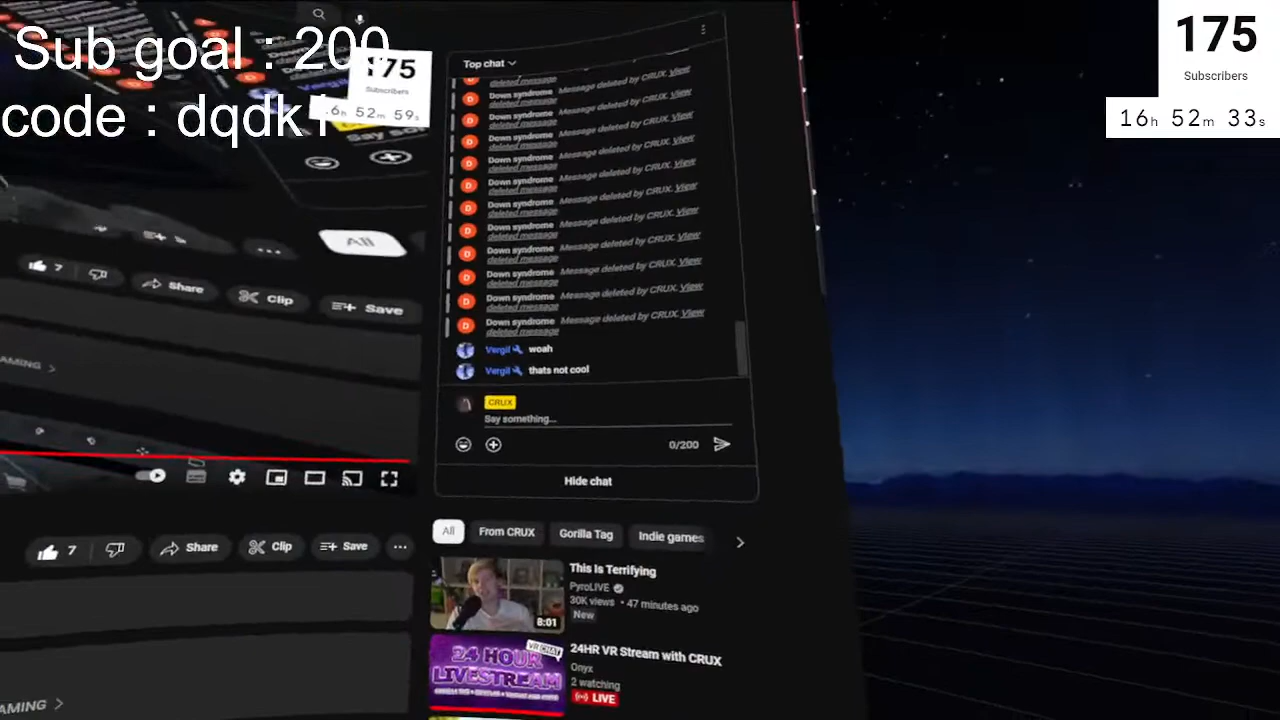 Sub goal : 200
code : dqdk1
175
Subscribers
52m 59s
175
Subscribers
16h 52m 33s
Top chat
deleted message
Down syndrome Message deleted by CRUX. View
deleted message
Down syndrome Message deleted by CRUX. View
deleted message
Down syndrome Message deleted by CRUX. View
deleted message
Down syndrome Message deleted by CRUX. View
deleted message
Down syndrome Message deleted by CRUX. View
deleted message
Down syndrome Message deleted by CRUX. View
deleted message
Down syndrome Message deleted by CRUX. View
deleted message
Down syndrome Message deleted by CRUX. View
deleted message
Down syndrome Message deleted by CRUX. View
deleted message
Down syndrome Message deleted by CRUX. View
deleted message
Down syndrome Message deleted by CRUX. View
deleted message
Vergil woah
Vergil thats not cool
CRUX
Say something...
0/200
Hide chat
All
7
Share
Clip
Save
AMING >
7
Share
Clip
Save
AMING >
All
From CRUX
Gorilla Tag
Indie games
This Is Terrifying
PyroLIVE
30K views • 47 minutes ago
New
8:01
24HR VR Stream with CRUX
Onyx
2 watching
LIVE
VR CHAT
24 HOUR
LIVESTREAM